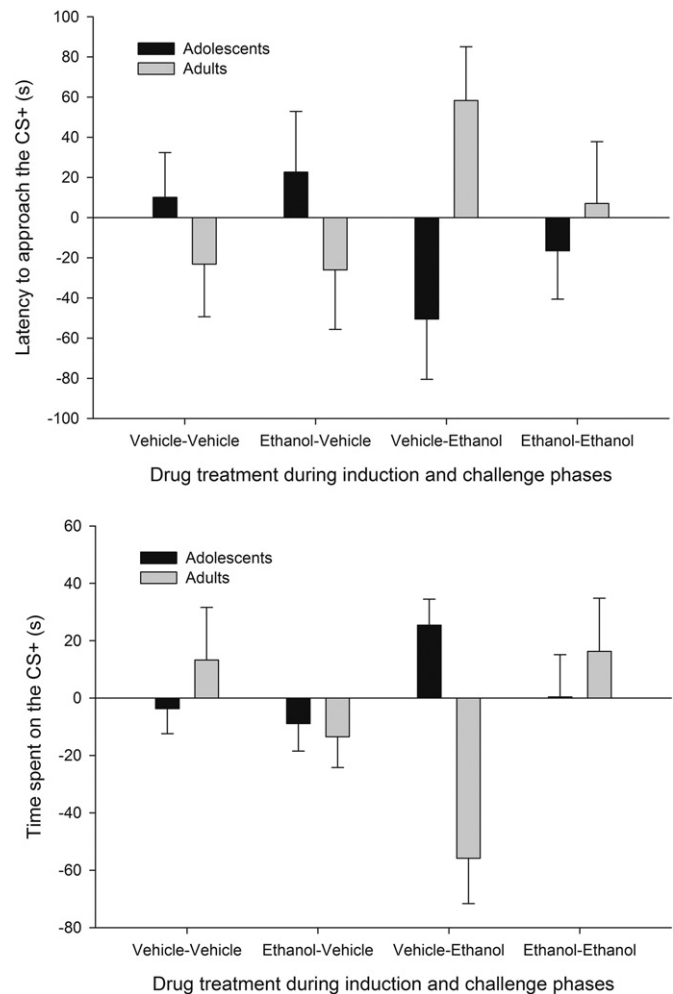 Latency to approach the CS+ (s)
100
80
60
40
20
0
-20
-40
-60
-80
-100
Adolescents
Adults
Vehicle-Vehicle Ethanol-Vehicle Vehicle-Ethanol Ethanol-Ethanol
Drug treatment during induction and challenge phases
Time spent on the CS+ (s)
60
40
20
0
-20
-40
-60
-80
Adolescents
Adults
Vehicle-Vehicle Ethanol-Vehicle Vehicle-Ethanol Ethanol-Ethanol
Drug treatment during induction and challenge phases